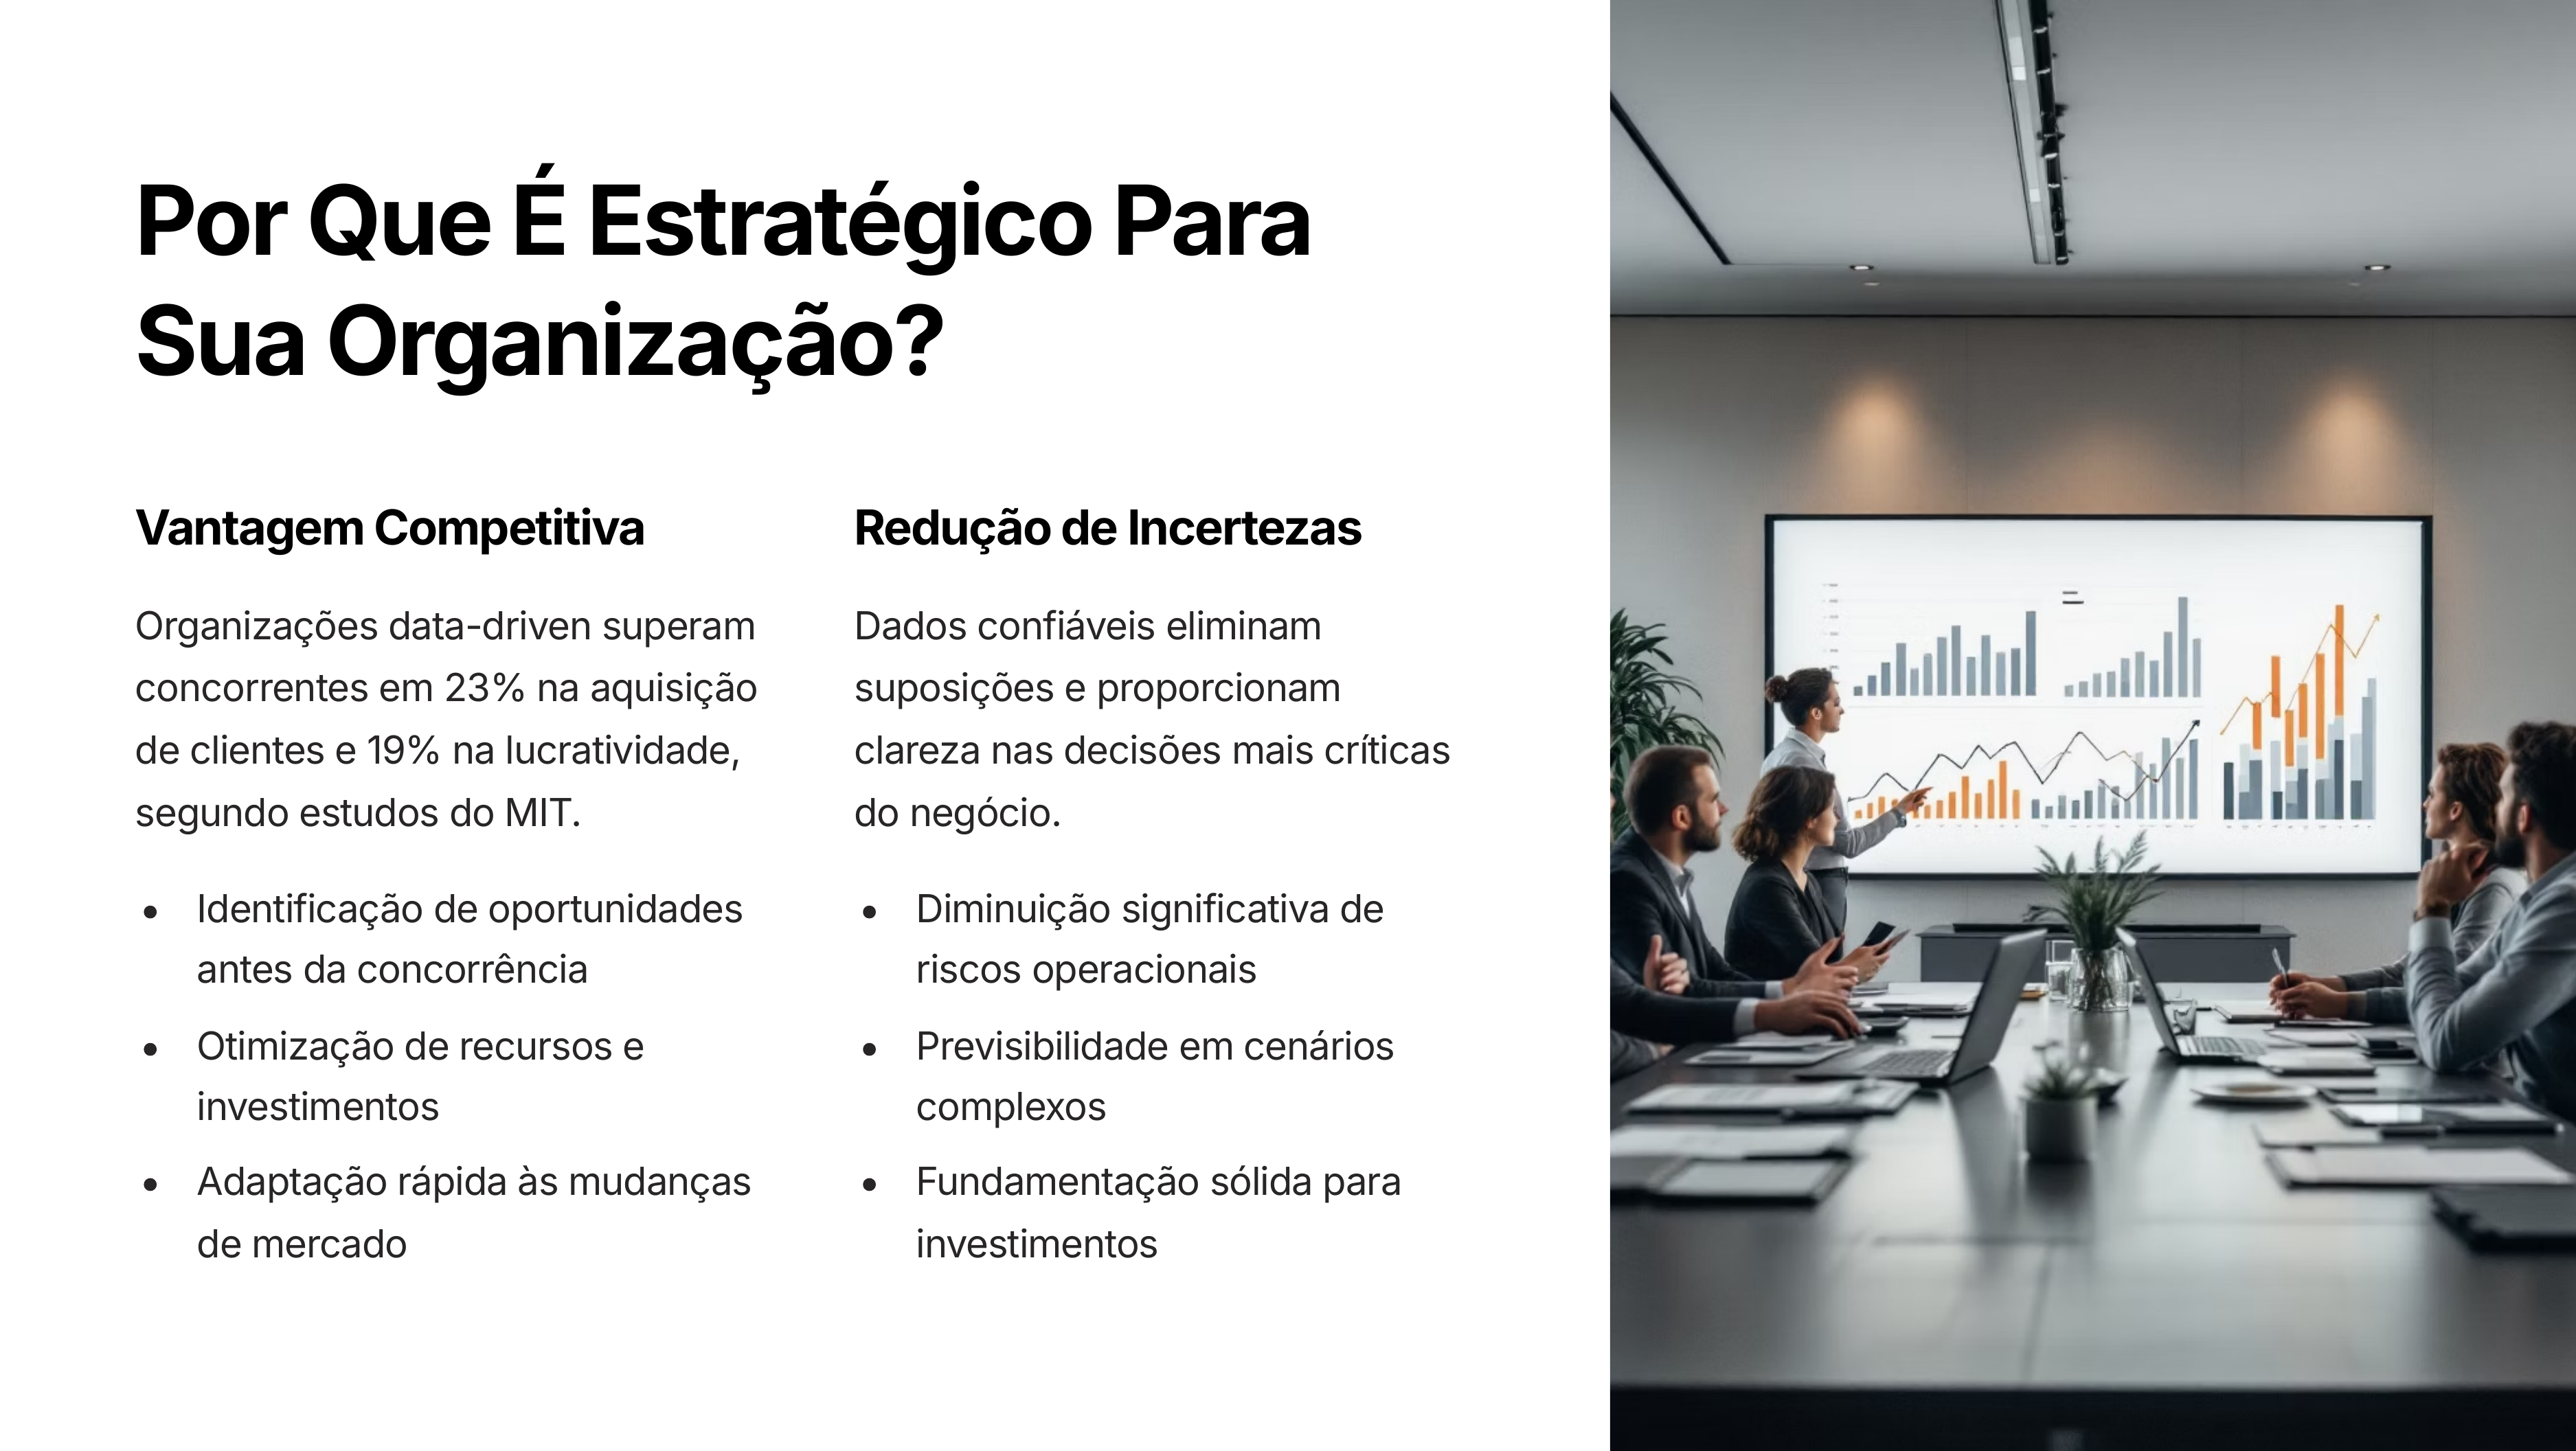 Por Que É Estratégico Para
Sua Organização?
Vantagem Competitiva
Organizações data-driven superam
concorrentes em 23% na aquisição
de clientes e 19% na lucratividade,
segundo estudos do MIT.
• Identificação de oportunidades
antes da concorrência
• Otimização de recursos e
investimentos
• Adaptação rápida às mudanças
de mercado
Redução de Incertezas
Dados confiáveis eliminam
suposições e proporcionam
clareza nas decisões mais críticas
do negócio.
• Diminuição significativa de
riscos operacionais
• Previsibilidade em cenários
complexos
• Fundamentação sólida para
investimentos